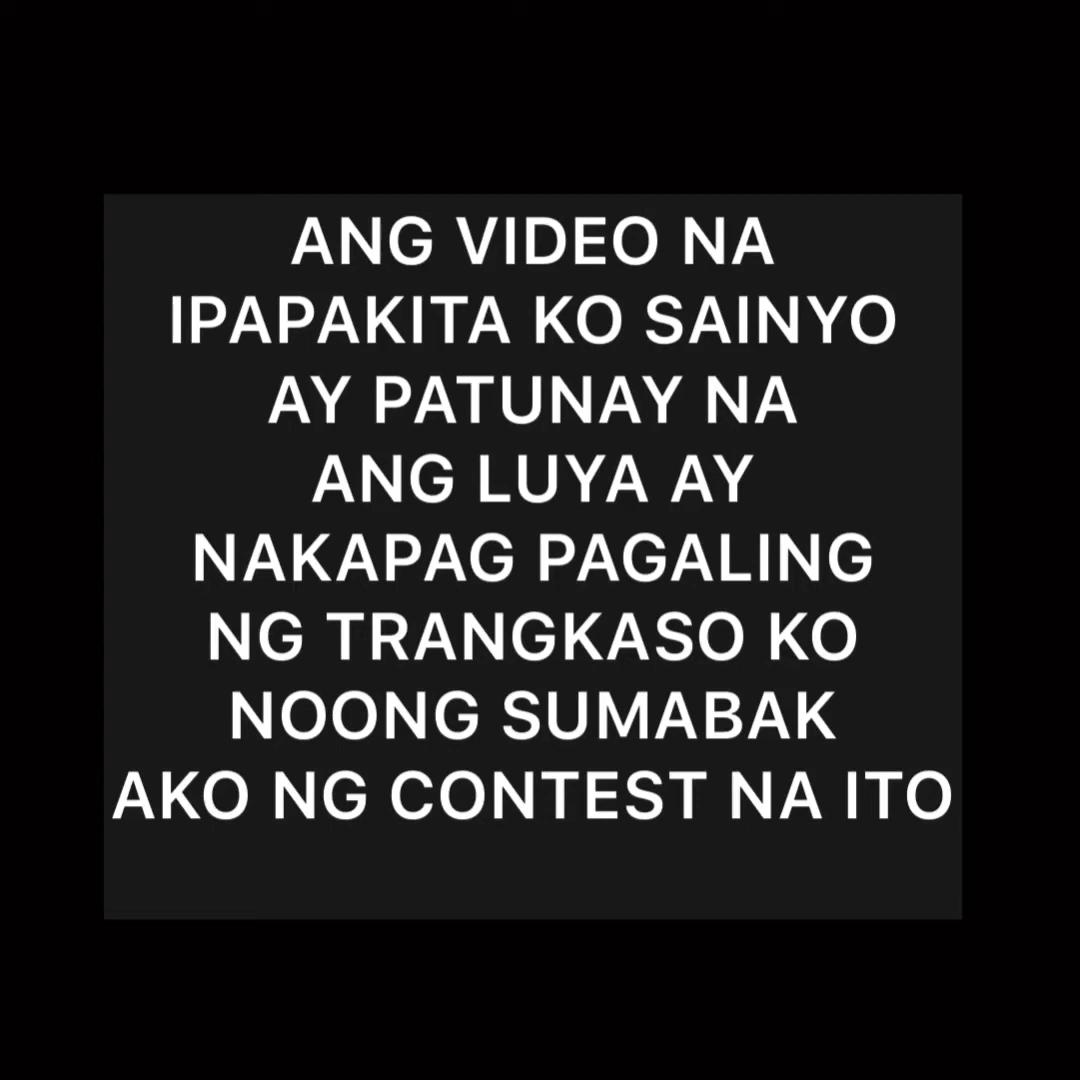 ANG VIDEO NA
IPAPAKITA KO SAINYO
AY PATUNAY NA
ANG LUYA AY
NAKAPAG PAGALING
NG TRANGKASO KO
NOONG SUMABAK
AKO NG CONTEST NA ITO